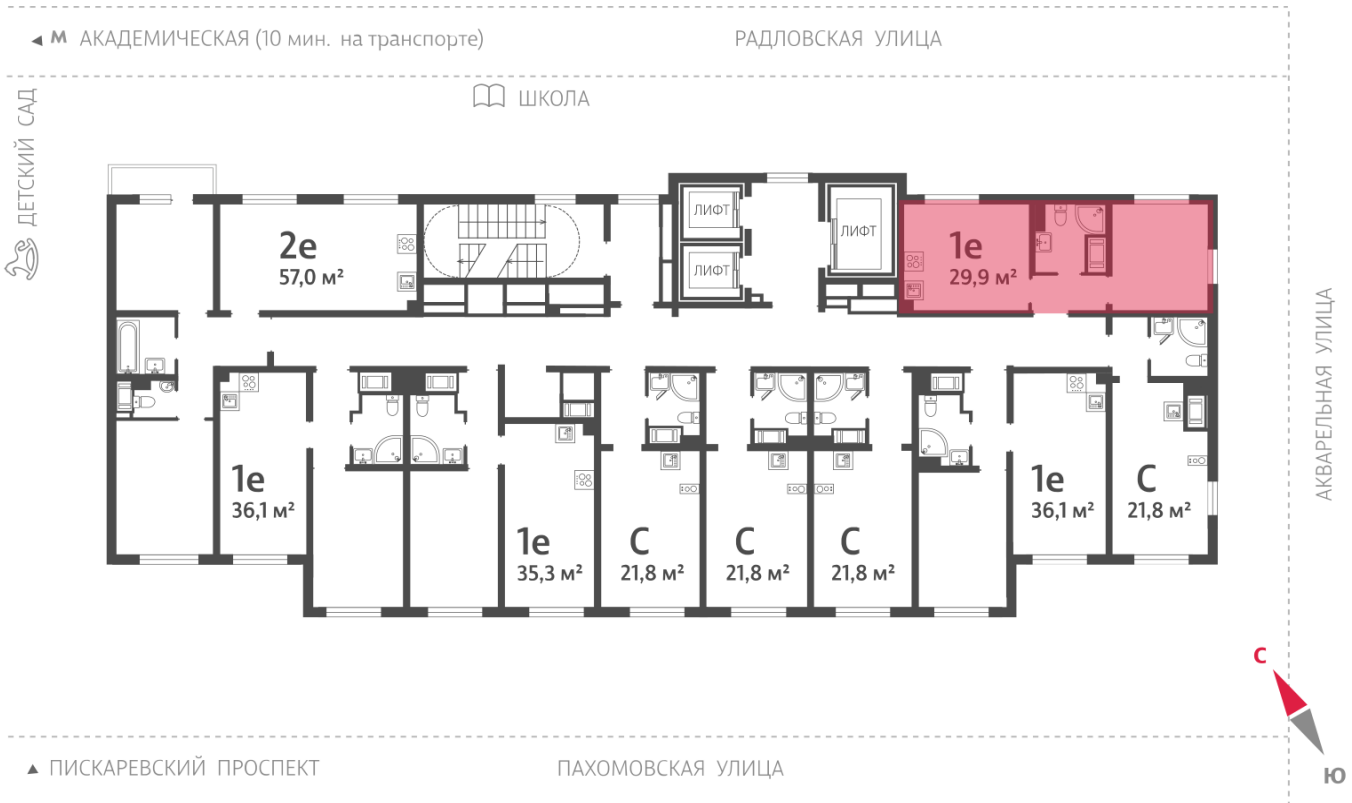 М АКАДЕМИЧЕСКАЯ (10 мин. на транспорте)
РАДЛОВСКАЯ УЛИЦА
ШКОЛА
ДЕТСКИЙ САД
ЛИФТ
ЛИФТ
ЛИФТ
2е
57,0 м²
1е
29,9 м²
АКВАРЕЛЬНАЯ УЛИЦА
1е
36,1 м²
1е
35,3 м²
С
21,8 м²
С
21,8 м²
С
21,8 м²
1е
36,1 м²
С
21,8 м²
С
Ю
ПИСКАРЕВСКИЙ ПРОСПЕКТ
ПАХОМОВСКАЯ УЛИЦА